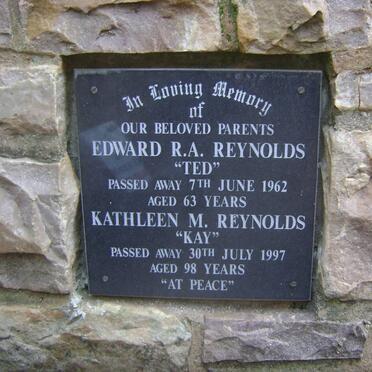 In Loving Memory
of
OUR BELOVED PARENTS
EDWARD R.A. REYNOLDS
"TED"
PASSED AWAY 7TH JUNE 1962
AGED 63 YEARS
KATHLEEN M. REYNOLDS
"KAY"
PASSED AWAY 30TH JULY 1997
AGED 98 YEARS
"AT PEACE"